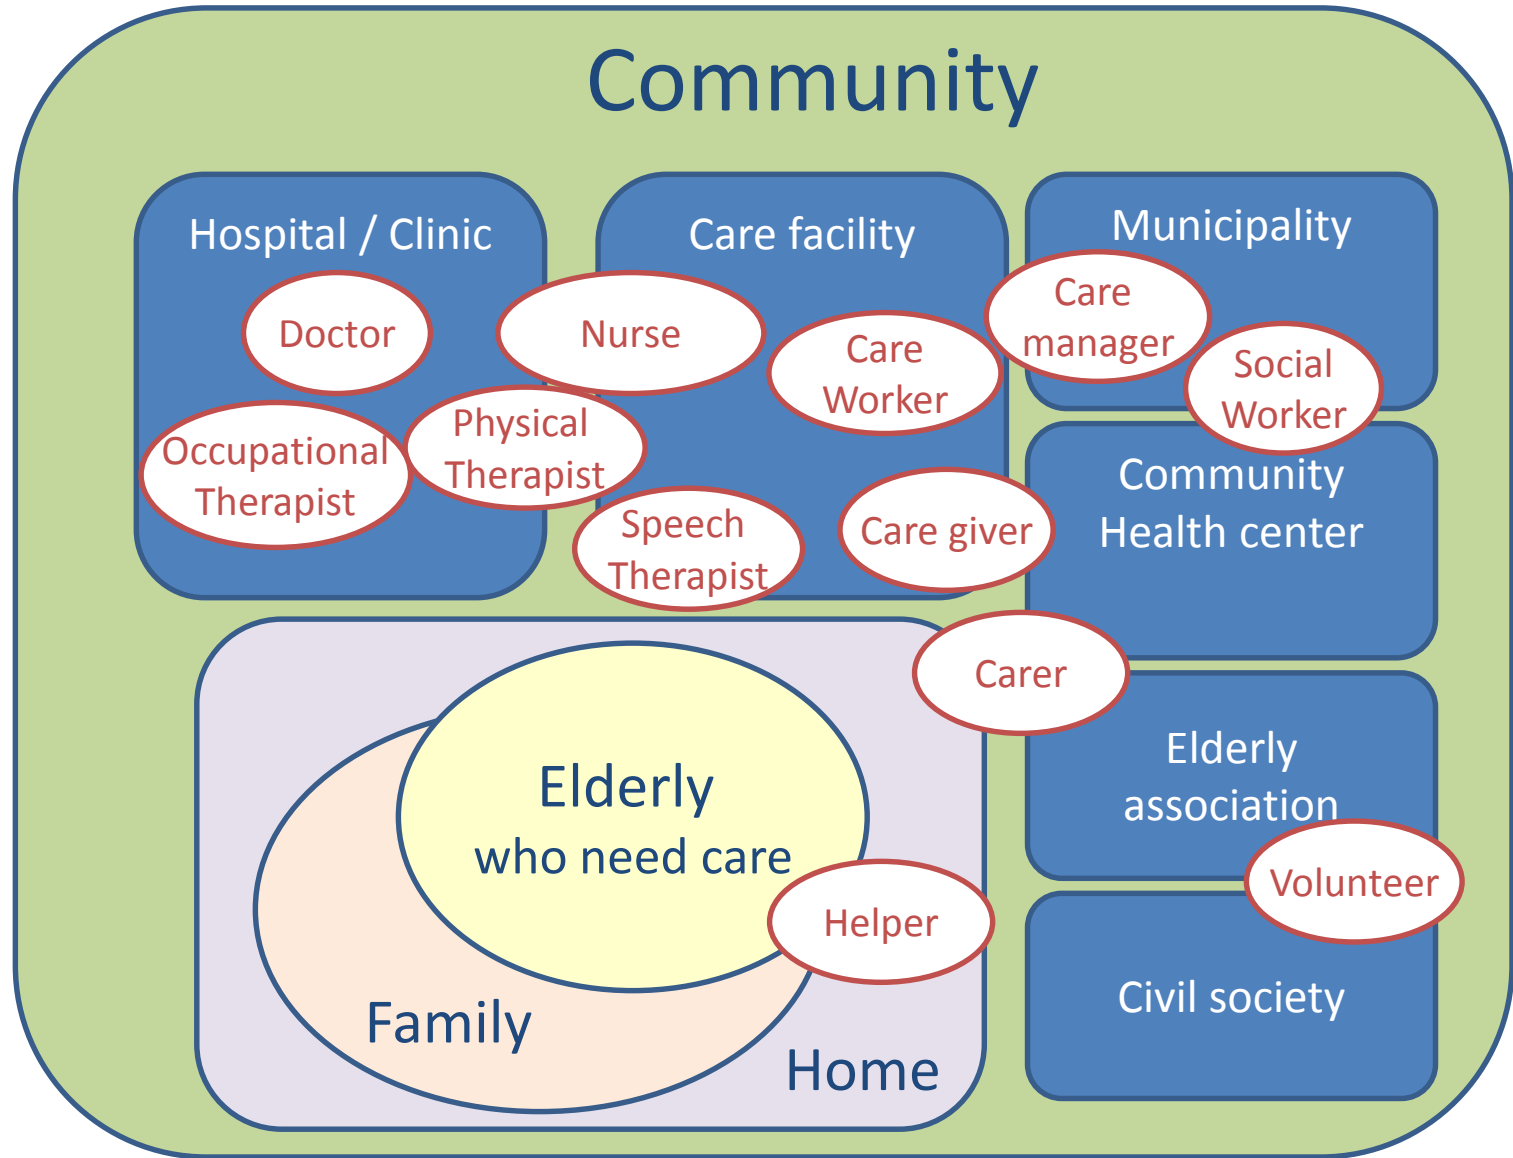 Community
Hospital / Clinic
Care facility
Municipality
Doctor
Nurse
Care
Worker
Care
manager
Social
Worker
Occupational
Therapist
Physical
Therapist
Speech
Therapist
Care giver
Community
Health center
Carer
Elderly
who need care
Elderly
association
Helper
Volunteer
Family
Home
Civil society